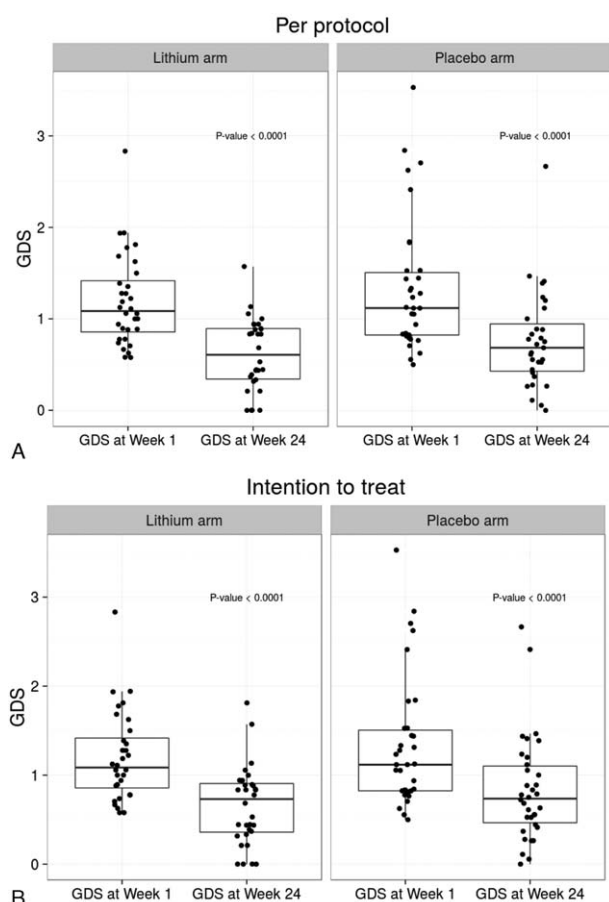 Per protocol
Lithium arm Placebo arm
P-value < 0.0001 P-value < 0.0001
3
2
GDS
1
0
GDS at Week 1 GDS at Week 24 GDS at Week 1 GDS at Week 24
A
Intention to treat
Lithium arm Placebo arm
P-value < 0.0001 P-value < 0.0001
3
2
GDS
1
0
GDS at Week 1 GDS at Week 24 GDS at Week 1 GDS at Week 24
B